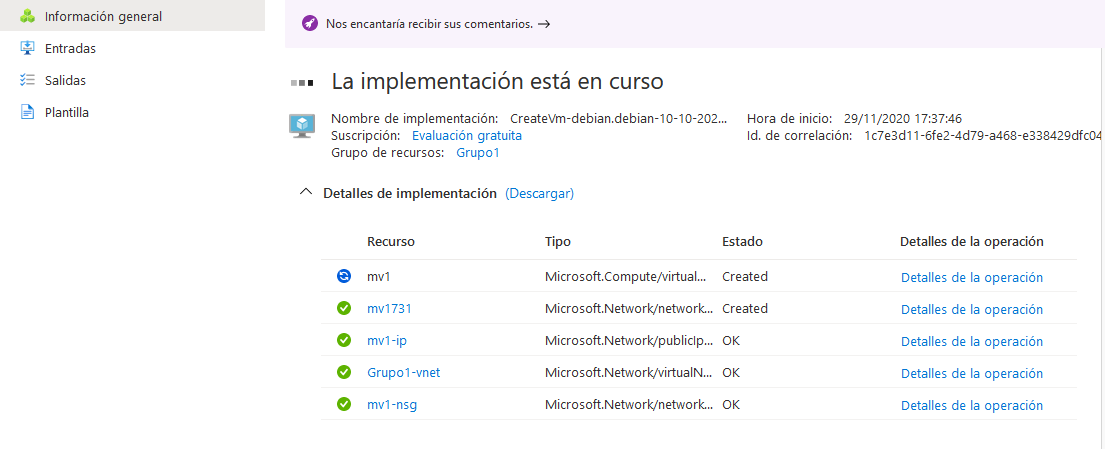 Información general
Entradas
Salidas
Plantilla
Nos encantaría recibir sus comentarios. →
La implementación está en curso
Nombre de implementación: CreateVm-debian.debian-10-10-202... Hora de inicio: 29/11/2020 17:37:46
Suscripción: Evaluación gratuita Id. de correlación: 1c7e3d11-6fe2-4d79-a468-e338429dfc04
Grupo de recursos: Grupo1
Detalles de implementación (Descargar)
Recurso Tipo Estado Detalles de la operación
mv1 Microsoft.Compute/virtual... Created Detalles de la operación
mv1731 Microsoft.Network/network... Created Detalles de la operación
mv1-ip Microsoft.Network/publicIp... OK Detalles de la operación
Grupo1-vnet Microsoft.Network/virtualN... OK Detalles de la operación
mv1-nsg Microsoft.Network/network... OK Detalles de la operación